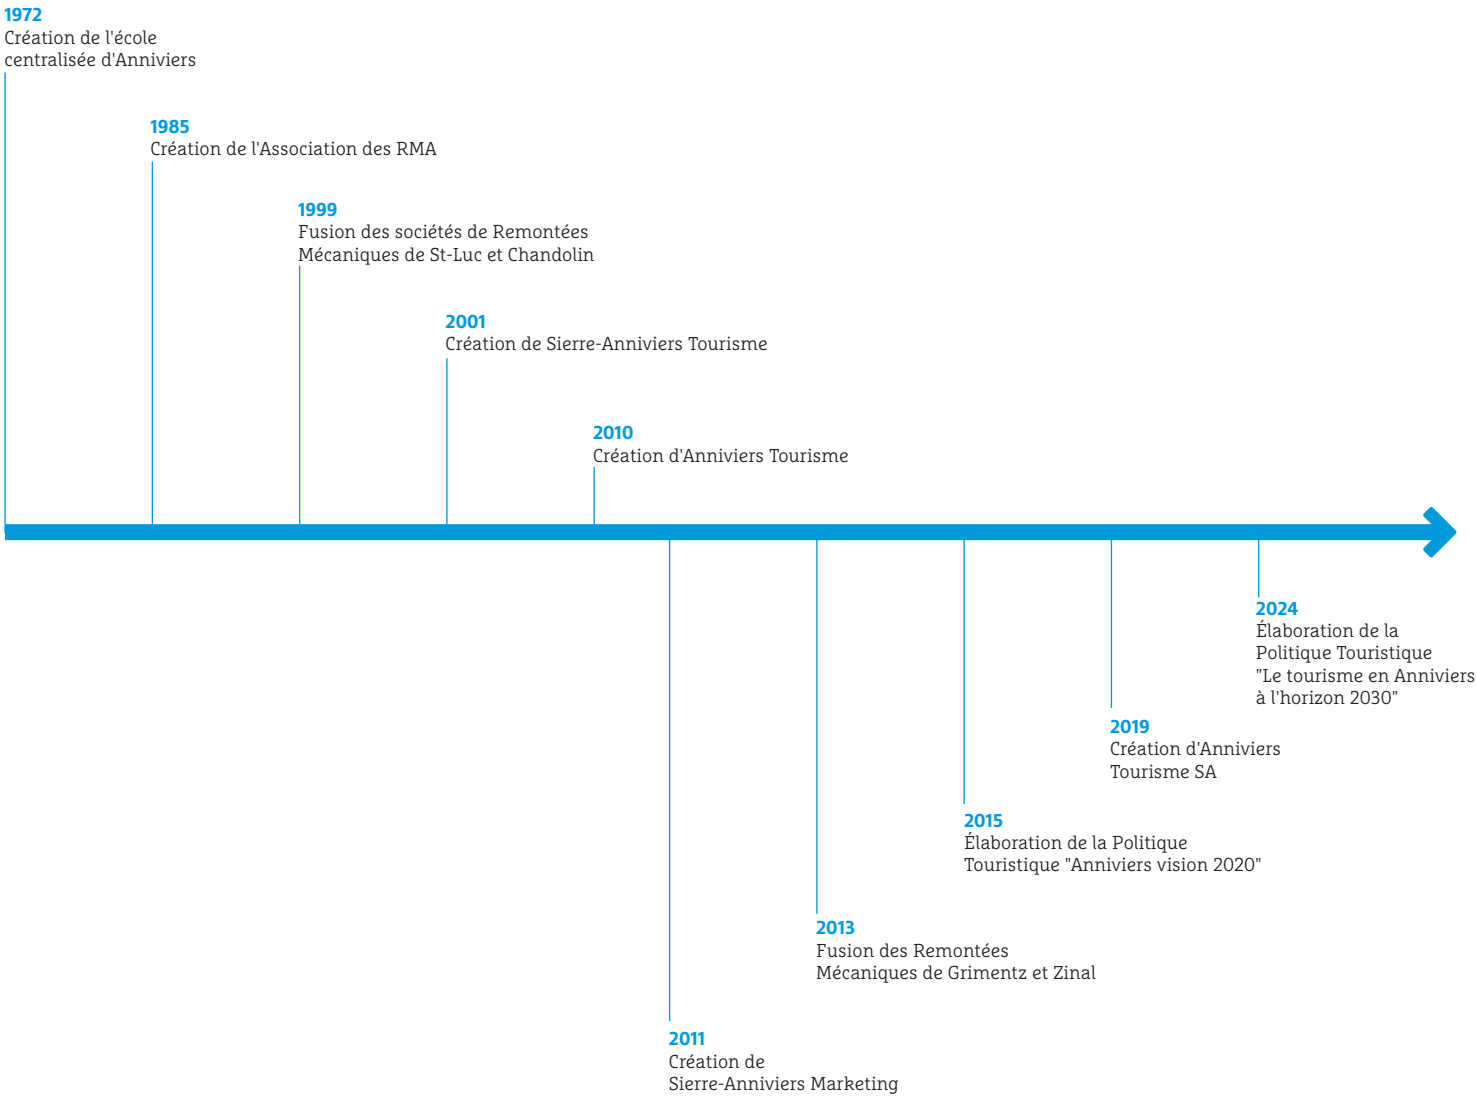 1972
Création de l'école
centralisée d'Anniviers
1985
Création de l'Association des RMA
1999
Fusion des sociétés de Remontées
Mécaniques de St-Luc et Chandolin
2001
Création de Sierre-Anniviers Tourisme
2010
Création d'Anniviers Tourisme
2011
Création de
Sierre-Anniviers Marketing
2013
Fusion des Remontées
Mécaniques de Grimentz et Zinal
2015
Élaboration de la Politique
Touristique "Anniviers vision 2020"
2019
Création d'Anniviers
Tourisme SA
2024
Élaboration de la
Politique Touristique
"Le tourisme en Anniviers
à l'horizon 2030"